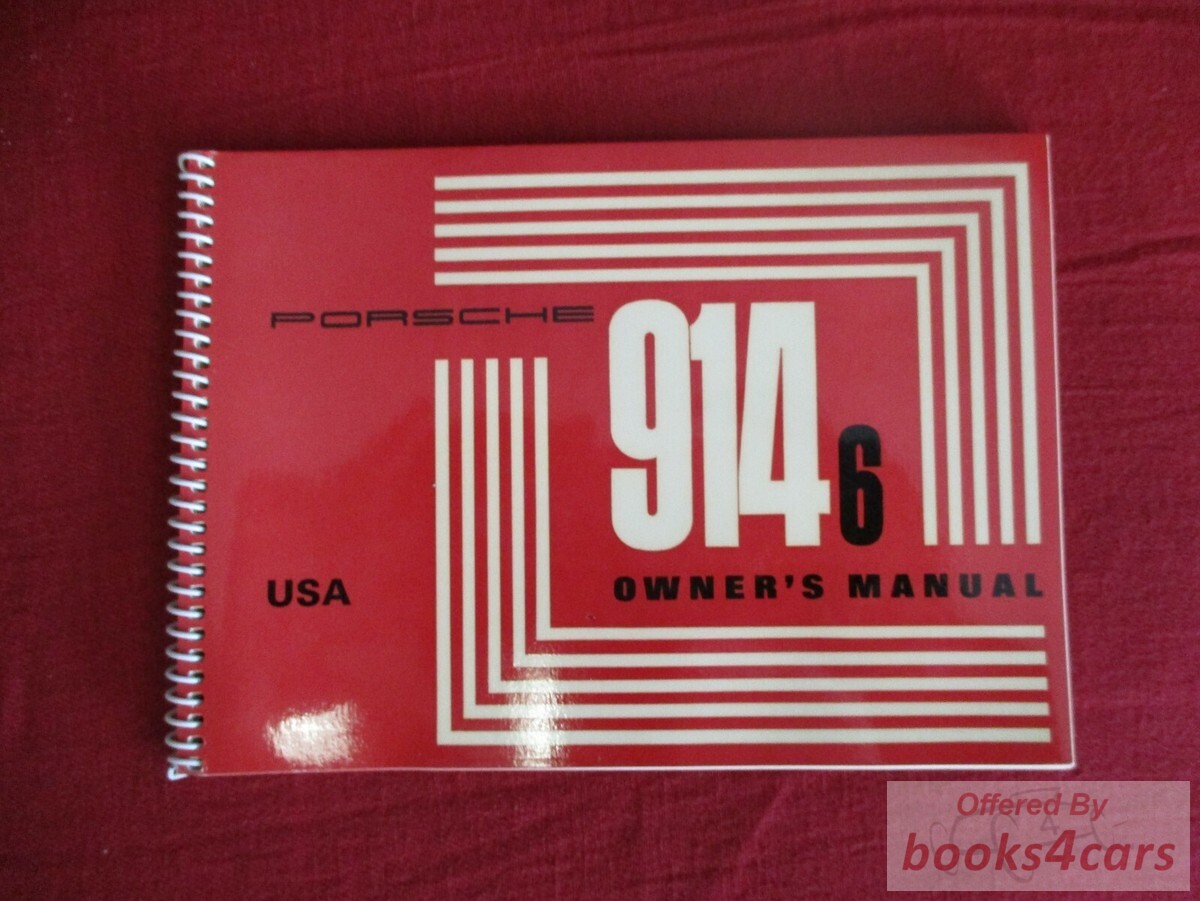 PORSCHE
914 6
OWNER'S MANUAL
USA
Offered By
books4cars